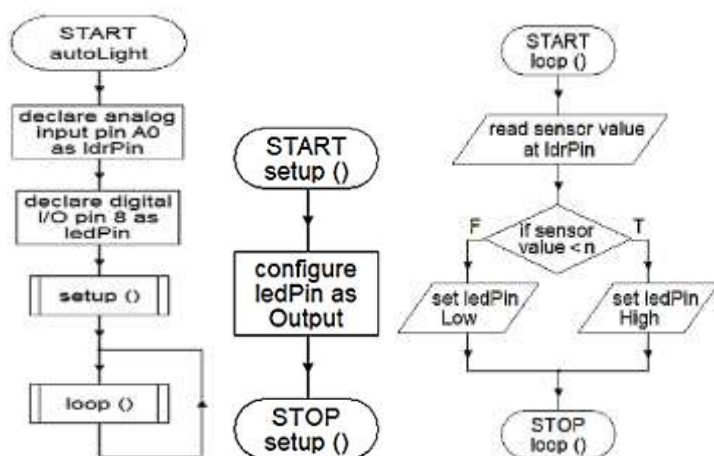 START
autoLight
declare analog
input pin A0
as ldrPin
declare digital
I/O pin 8 as
ledPin
setup ()
loop ()
START
setup ()
configure
ledPin as
Output
STOP
setup ()
START
loop ()
read sensor value
at ldrPin
F
if sensor
value < n
T
set ledPin
Low
set ledPin
High
STOP
loop ()